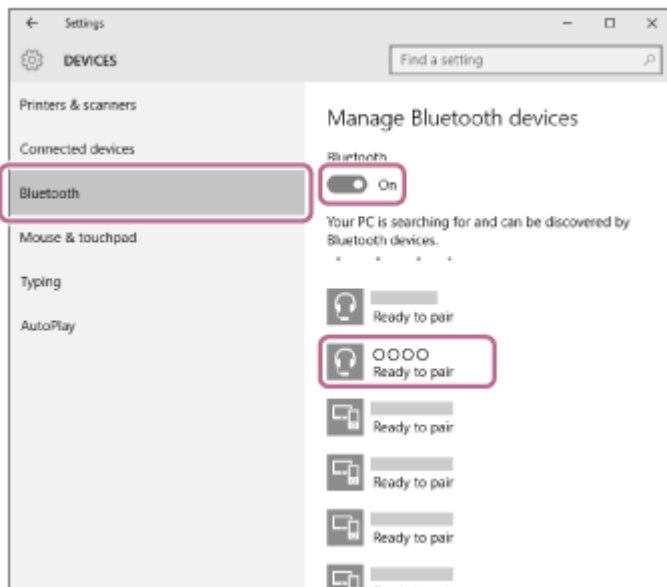 Settings
DEVICES
Find a setting
Printers & scanners
Connected devices
Bluetooth
Mouse & touchpad
Typing
AutoPlay
Manage Bluetooth devices
Bluetooth
On
Your PC is searching for and can be discovered by
Bluetooth devices.
Ready to pair
OOOO
Ready to pair
Ready to pair
Ready to pair
Ready to pair